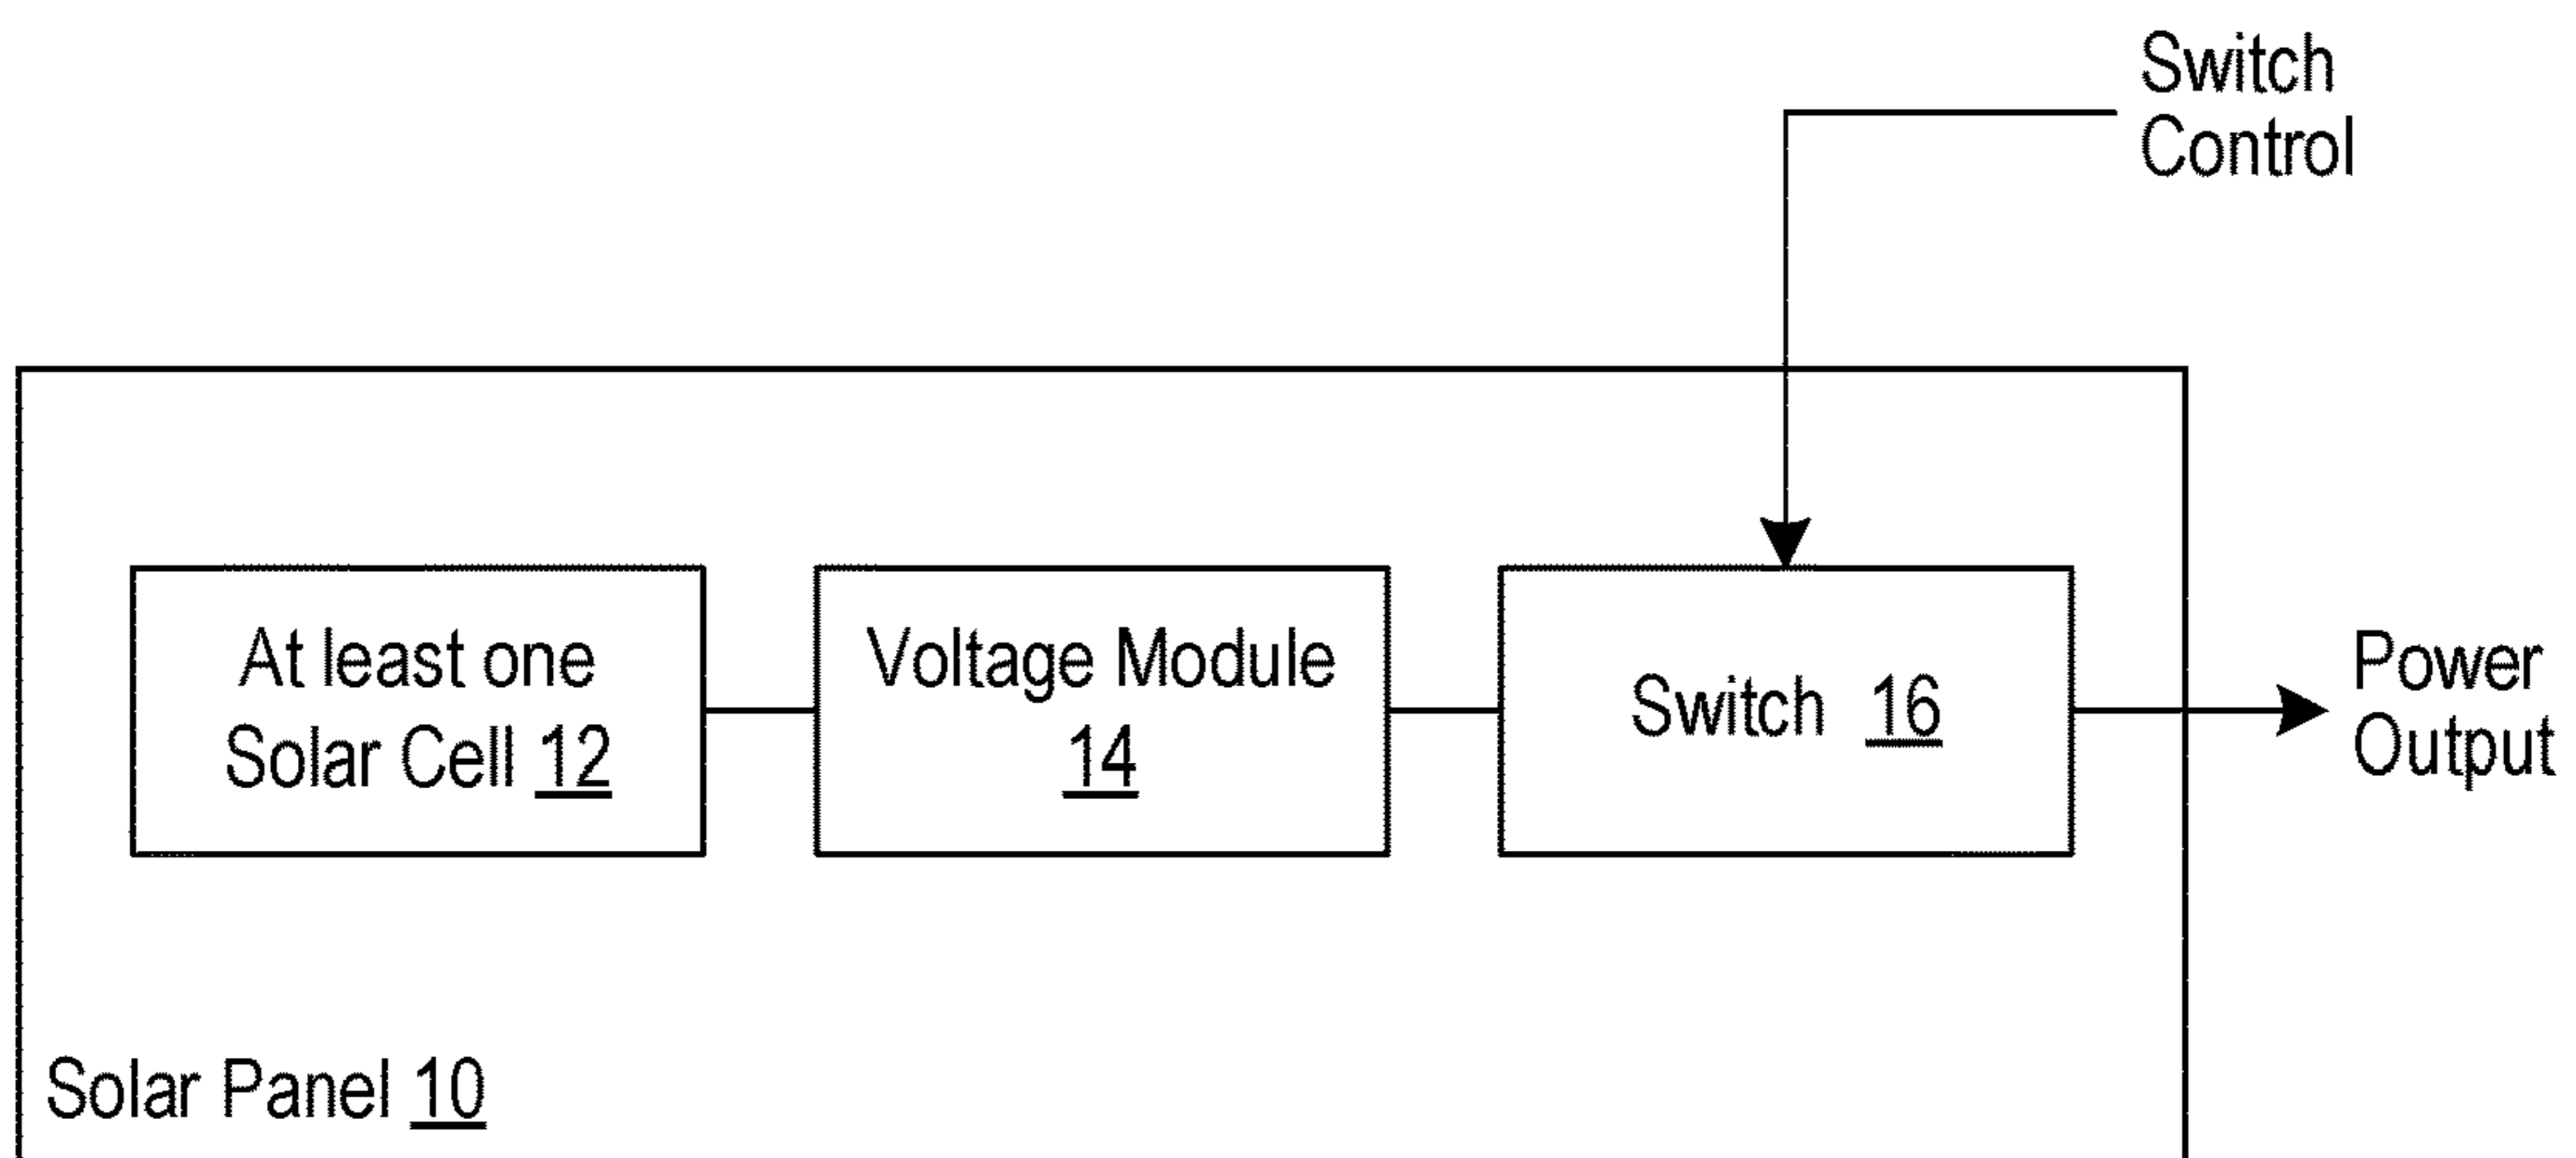 Switch
Control
At least one
Solar Cell 12
Voltage Module
14
Switch 16
Power
Output
Solar Panel 10